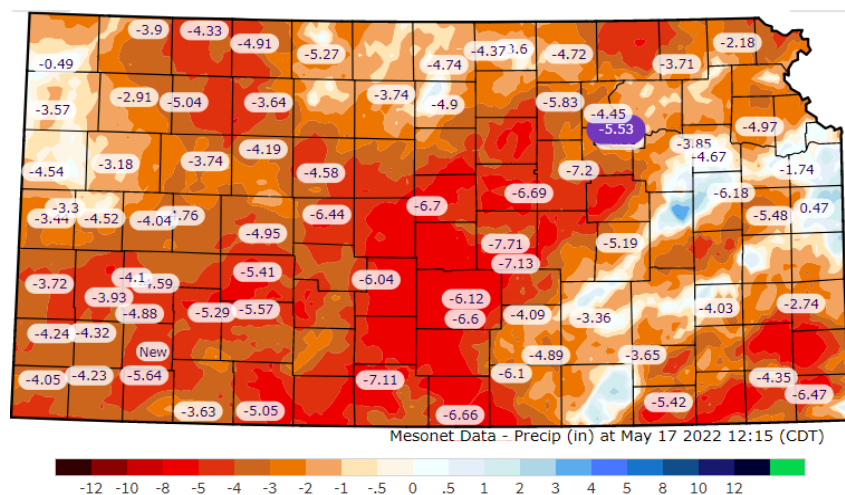 -3.9 -4.33 -4.91 -2.18
-5.27 -4.74 -4.37 -4.72 -3.71
-0.49
-3.57 -2.91 -5.04 -3.64 -3.74 -4.9 -5.83 -4.45
-5.53 -4.97
-4.54 -3.18 -3.74 -4.19 -4.58 -7.2 -3.85 -4.67 -1.74
-3.3 -6.7 -6.69 -6.18
-4.52 -4.04 -6.44 -5.48 0.47
-4.95 -7.71 -5.19
-3.72 -4.1 -5.41 -6.04 -7.13
-3.93 -4.88 -5.29 -5.57 -6.12 -6.6 -4.09 -3.36 -4.03 -2.74
-4.24 -4.32
New -4.89 -3.65
-4.05 -4.23 -5.64 -7.11 -6.1 -4.35
-3.63 -5.05 -6.66 -5.42 -6.47
Mesonet Data - Precip (in) at May 17 2022 12:15 (CDT)
-12 -10 -8 -5 -4 -3 -2 -1 -.5 0 .5 1 2 3 4 5 8 10 12